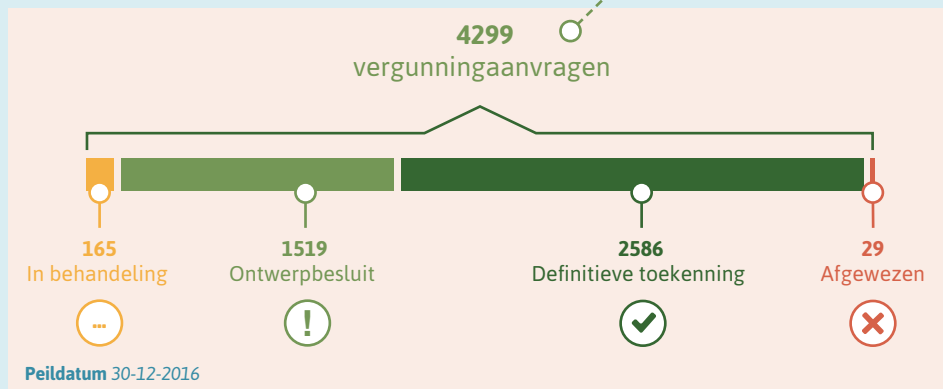 4299
vergunningaanvragen
165
In behandeling
1519
Ontwerpbesluit
2586
Definitieve toekenning
29
Afgewezen
...
!
Peildatum 30-12-2016